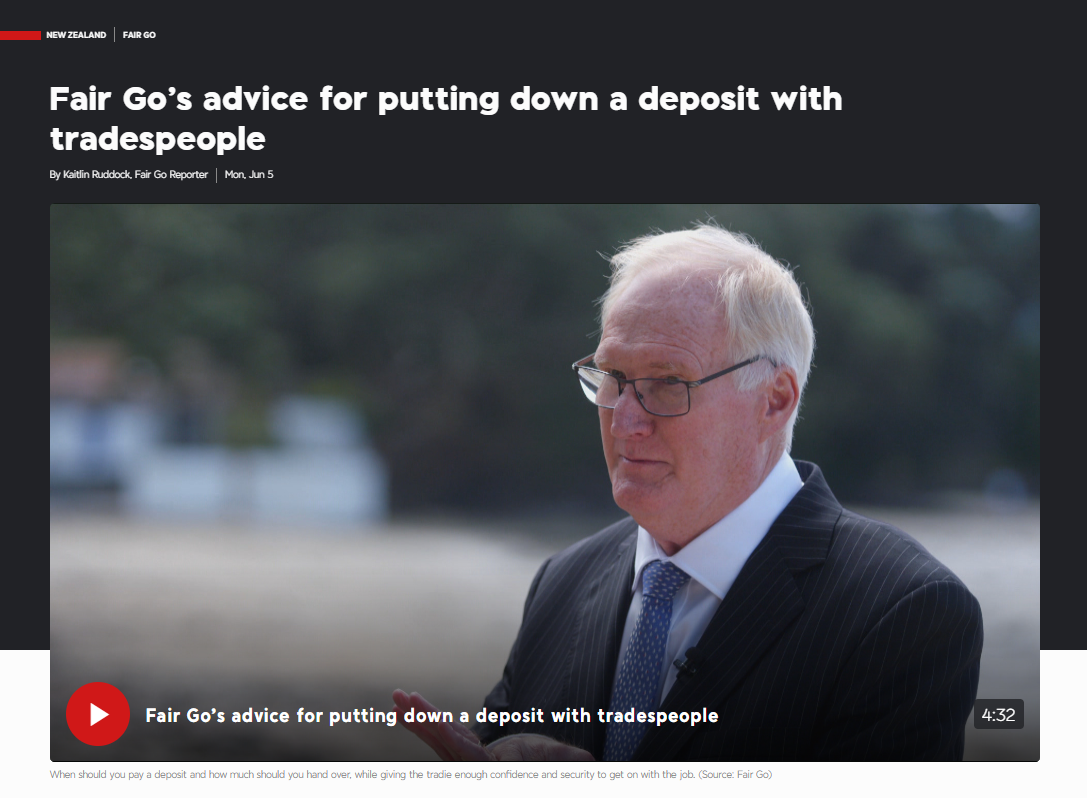 NEW ZEALAND | FAIR GO
Fair Go's advice for putting down a deposit with
tradespeople
By Kaitlin Ruddock, Fair Go Reporter | Mon, Jun 5
Fair Go's advice for putting down a deposit with tradespeople
4:32
When should you pay a deposit and how much should you hand over, while giving the tradie enough confidence and security to get on with the job. (Source: Fair Go)